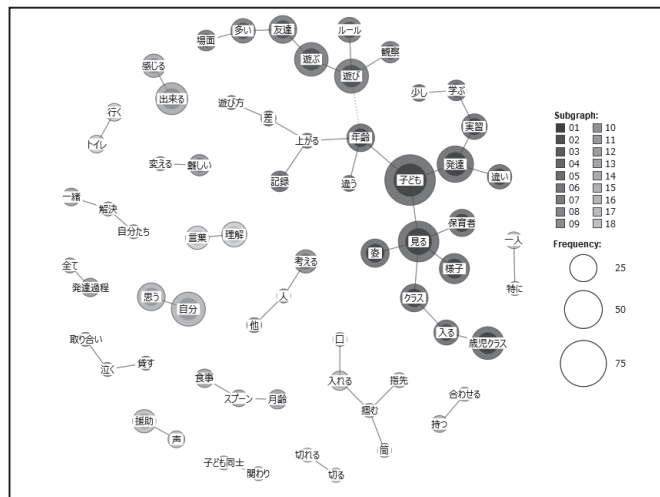 ルール
多い
友達
場面
遊ぶ
遊び
観察
感じる
出来る
遊び方
差
少し
学ぶ
行く
トイレ
上がる
年齢
実習
変える
難しい
記録
違う
子ども
発達
違い
一緒
解決
自分たち
言葉
理解
保育者
見る
姿
様子
一人
特に
全て
発達過程
考える
思う
自分
人
他
クラス
入る
歳児クラス
取り合い
泣く
貸す
口
食事
スプーン
月齢
入れる
指先
掴む
合わせる
持つ
援助
声
子ども同士
関わり
切れる
切る
Subgraph:
01 10
02 11
03 12
04 13
05 14
06 15
07 16
08 17
09 18
Frequency:
25
50
75